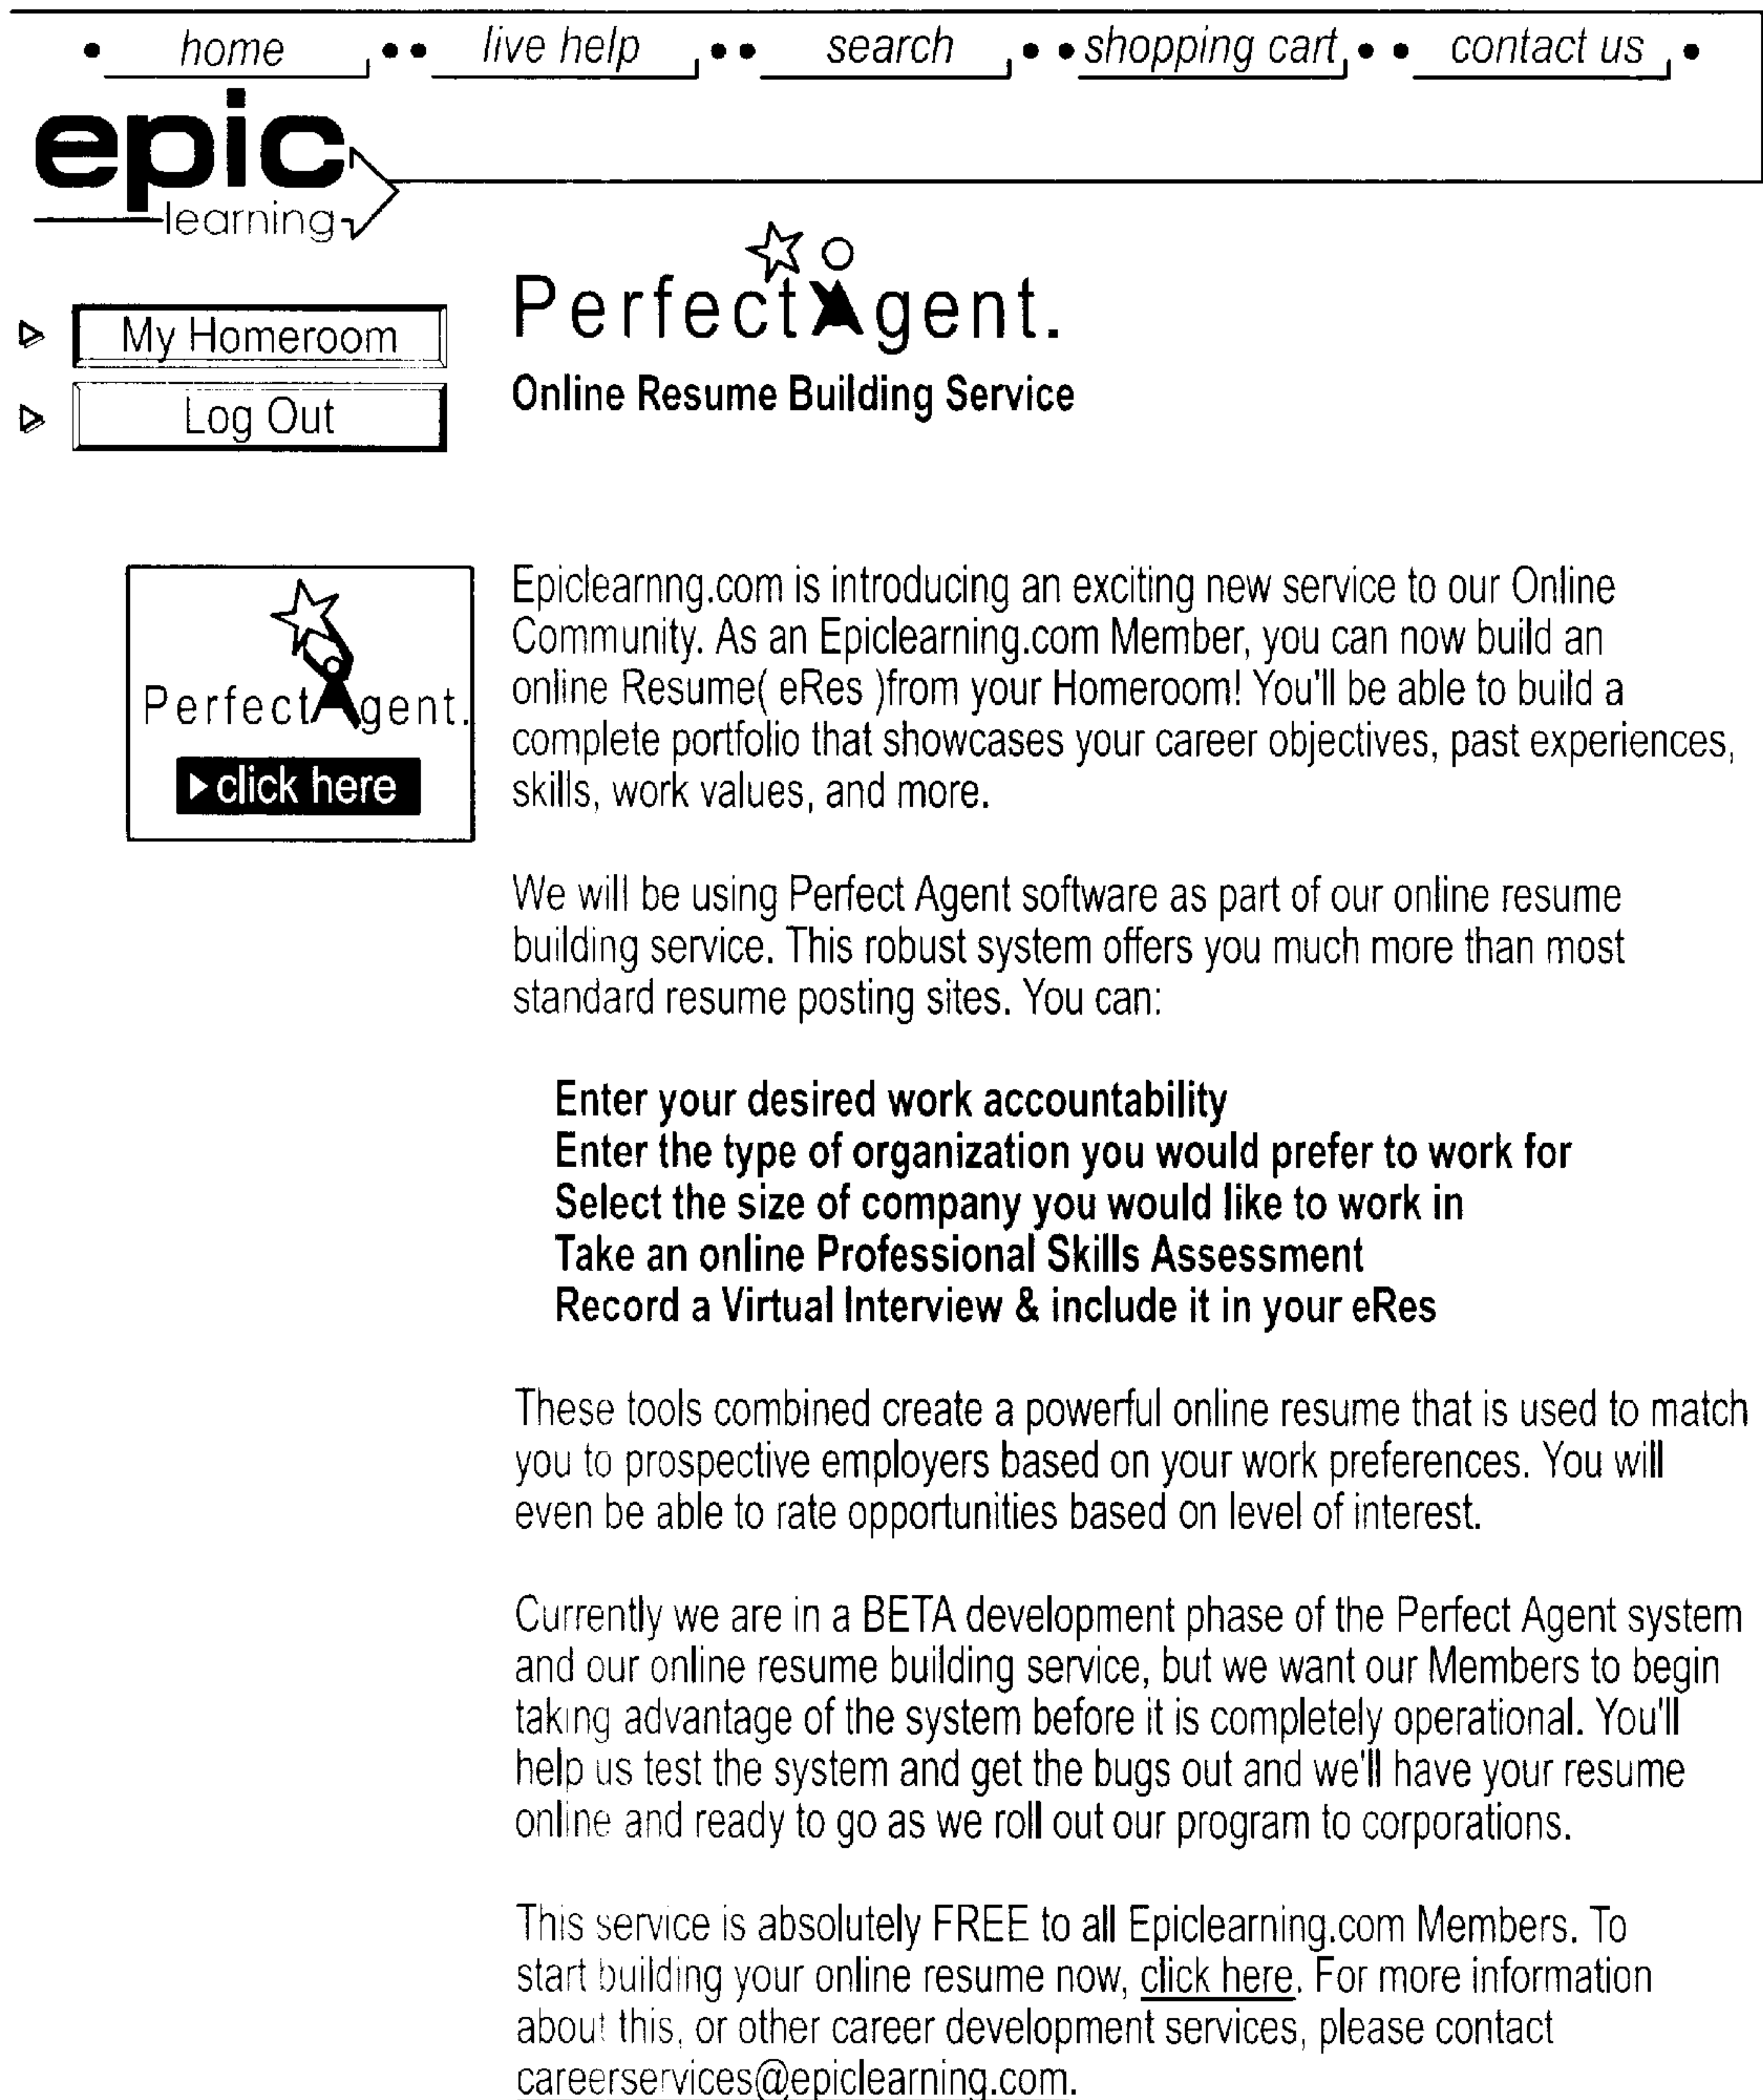 home live help search shopping cart contact us
epic
learning
My Homeroom
Log Out
PerfectAgent.
Online Resume Building Service
PerfectAgent.
click here
Epiclearnng.com is introducing an exciting new service to our Online
Community. As an Epiclearning.com Member, you can now build an
online Resume( eRes )from your Homeroom! You'll be able to build a
complete portfolio that showcases your career objectives, past experiences,
skills, work values, and more.
We will be using Perfect Agent software as part of our online resume
building service. This robust system offers you much more than most
standard resume posting sites. You can:
Enter your desired work accountability
Enter the type of organization you would prefer to work for
Select the size of company you would like to work in
Take an online Professional Skills Assessment
Record a Virtual Interview & include it in your eRes
These tools combined create a powerful online resume that is used to match
you to prospective employers based on your work preferences. You will
even be able to rate opportunities based on level of interest.
Currently we are in a BETA development phase of the Perfect Agent system
and our online resume building service, but we want our Members to begin
taking advantage of the system before it is completely operational. You'll
help us test the system and get the bugs out and we'll have your resume
online and ready to go as we roll out our program to corporations.
This service is absolutely FREE to all Epiclearning.com Members. To
start building your online resume now, click here. For more information
about this, or other career development services, please contact
careerservices@epiclearning.com.